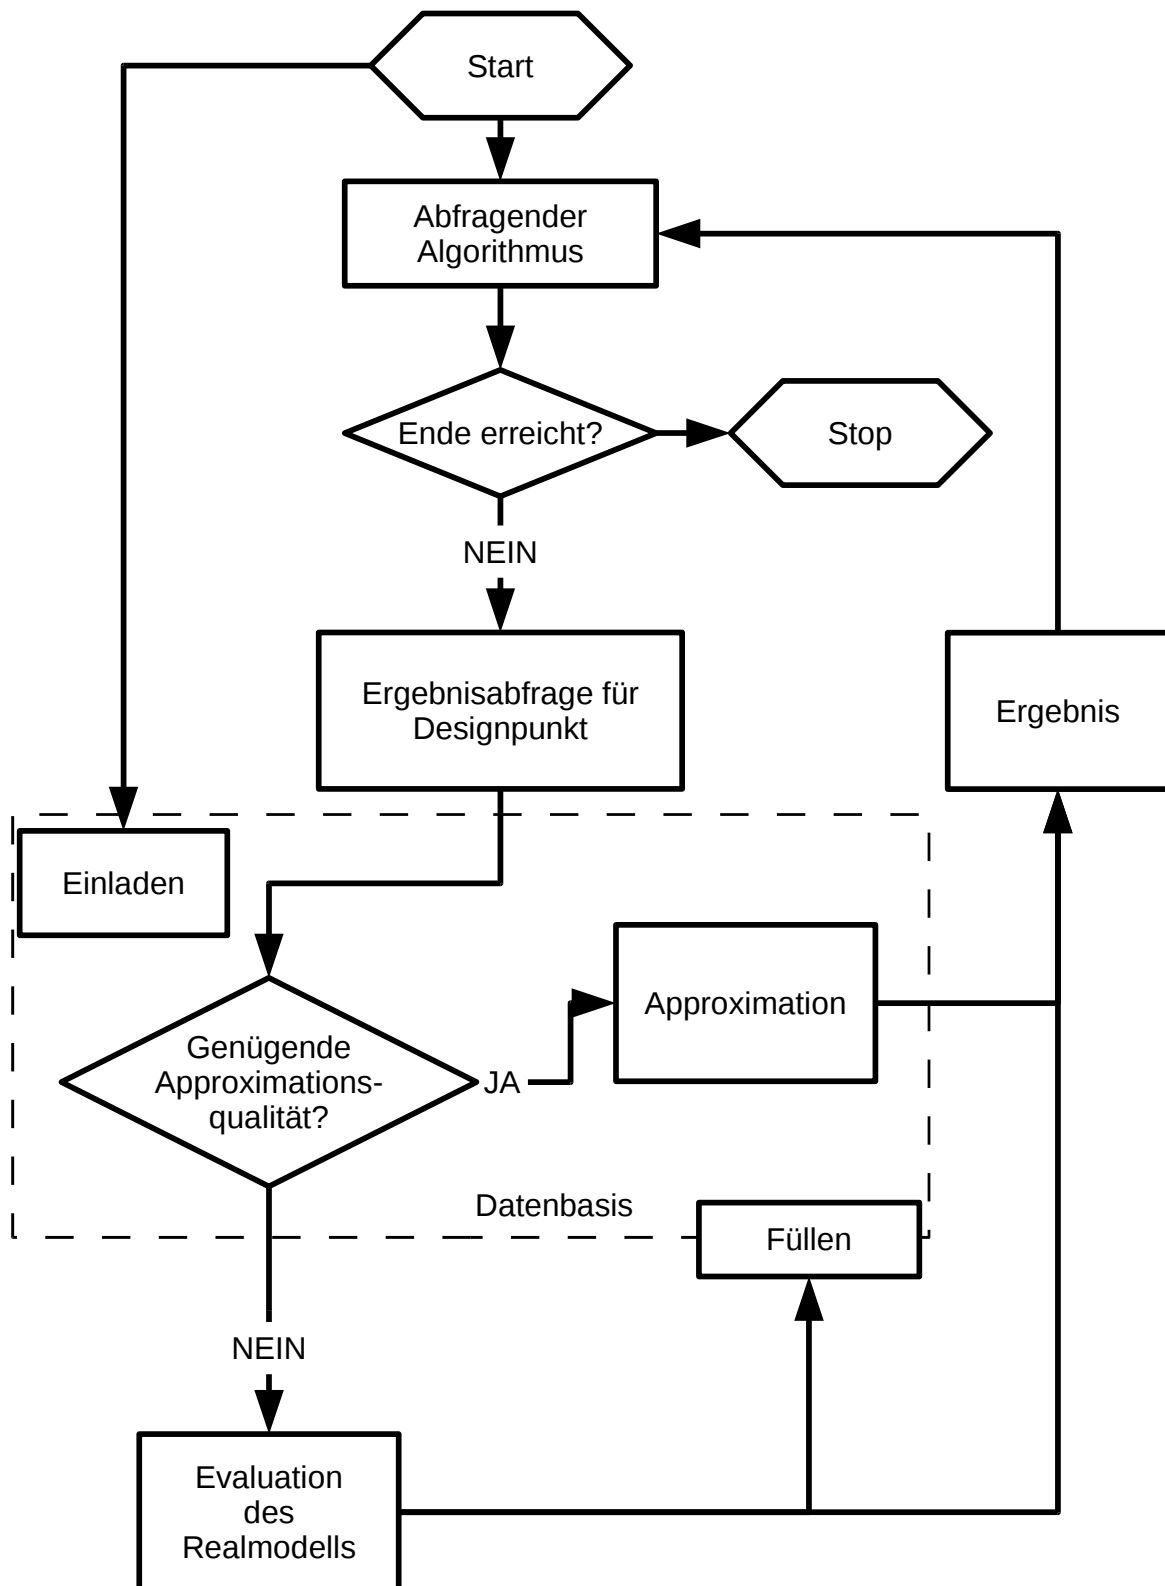 Start
Abfragender
Algorithmus
Ende erreicht?
Stop
NEIN
Ergebnisabfrage für
Designpunkt
Ergebnis
Einladen
Approximation
Genügende
Approximations-
qualität?
JA
Datenbasis
Füllen
NEIN
Evaluation
des
Realmodells